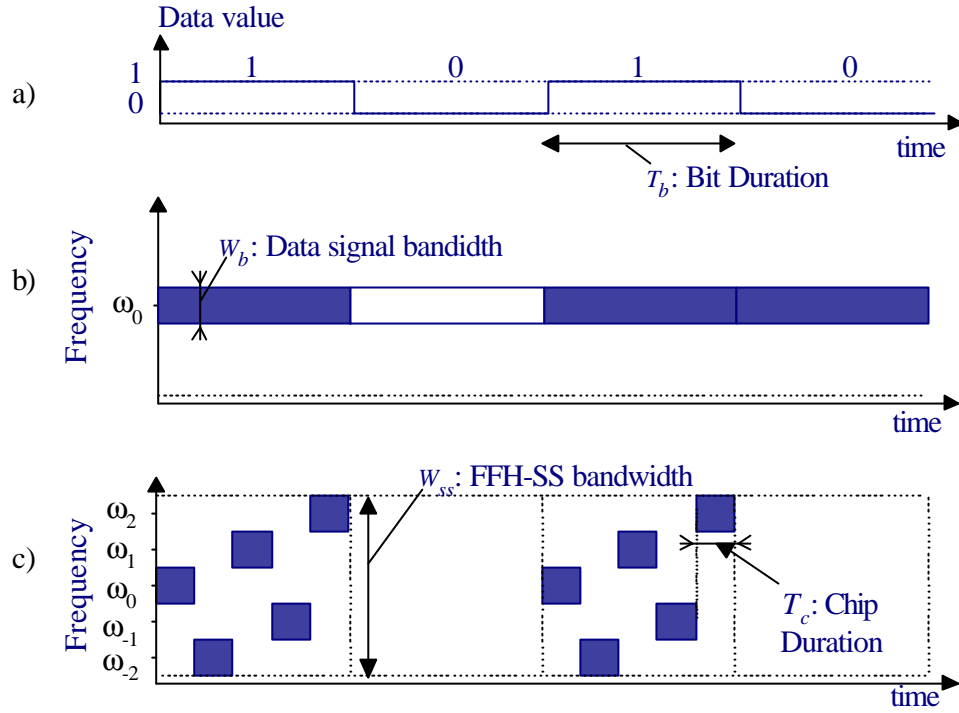 Data value
1
0
1
0
1
0
a)
time
T_b: Bit Duration
Frequency
W_b: Data signal bandidth
b)
ω_0
time
W_ss: FFH-SS bandwidth
Frequency
ω_2
ω_1
c)
ω_0
ω_-1
ω_-2
T_c: Chip
Duration
time